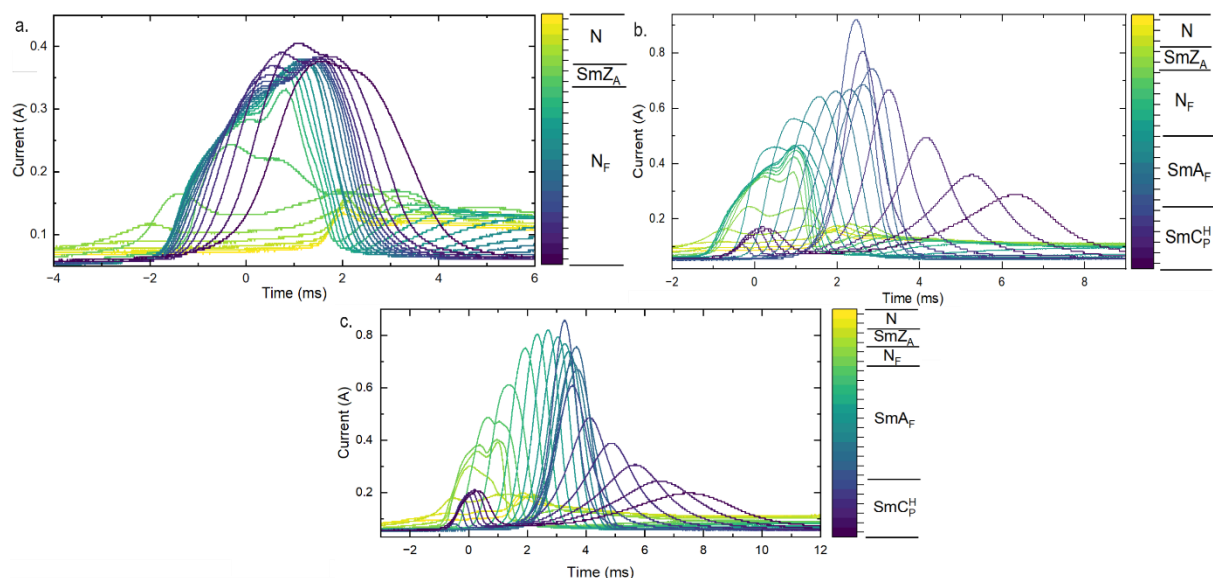 a.
Current (A)
0.4
0.3
0.2
0.1
-4
-2
0
2
4
6
Time (ms)
N
SmZA
NF
b.
Current (A)
0.8
0.6
0.4
0.2
0
2
4
6
8
Time (ms)
N
SmZA
NF
SmAF
SmCPH
c.
Current (A)
0.8
0.6
0.4
0.2
−2
0
2
4
6
8
10
12
Time (ms)
N
SmZA
NF
SmAF
SmCPH